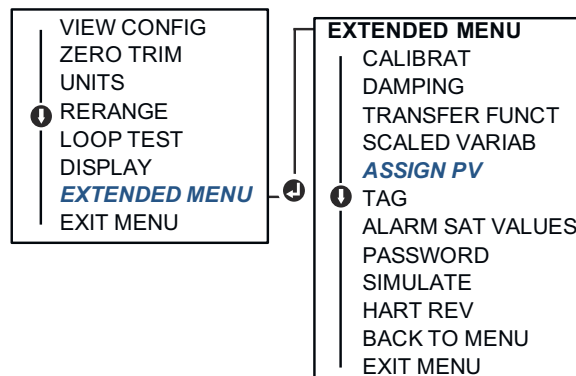 VIEW CONFIG
ZERO TRIM
UNITS
RERANGE
LOOP TEST
DISPLAY
EXTENDED MENU
EXIT MENU
EXTENDED MENU
CALIBRAT
DAMPING
TRANSFER FUNCT
SCALED VARIAB
ASSIGN PV
TAG
ALARM SAT VALUES
PASSWORD
SIMULATE
HART REV
BACK TO MENU
EXIT MENU